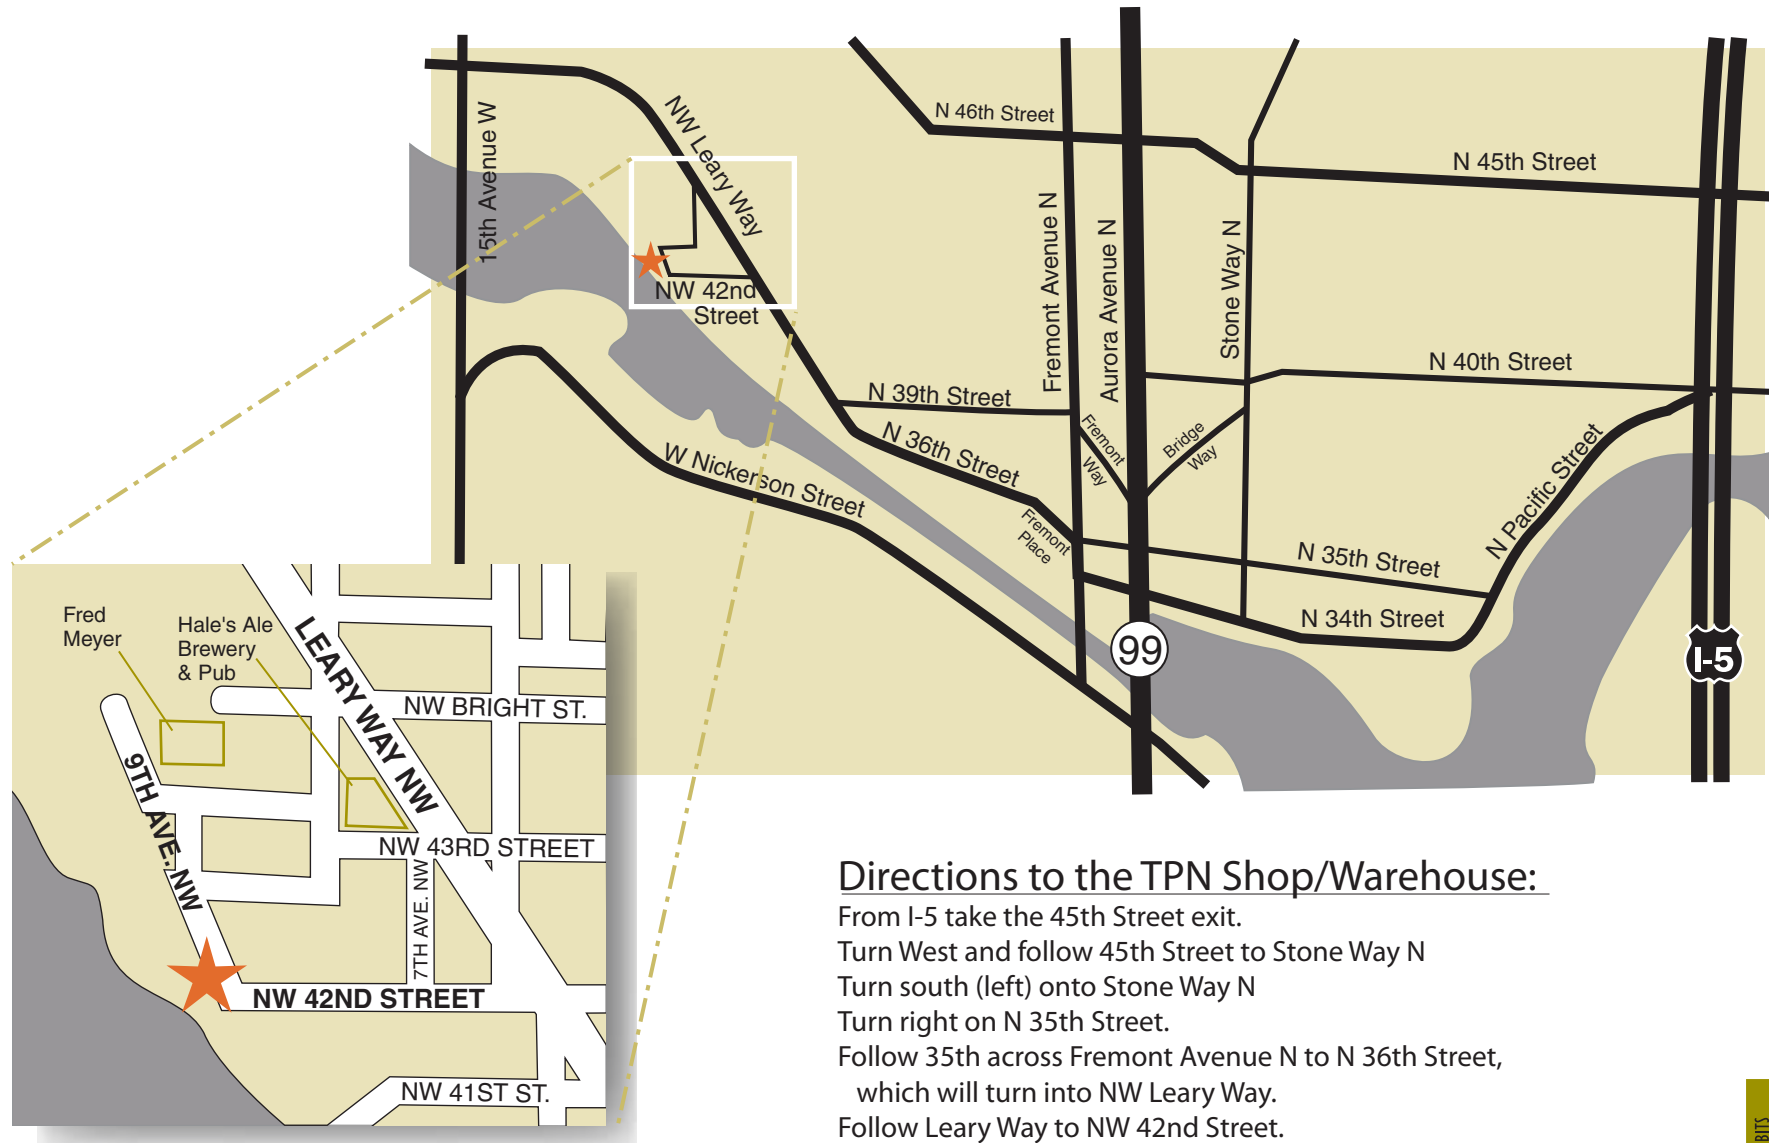 15th Avenue W
NW Leary Way
NW 42nd
Street
N 46th Street
N 45th Street
Fremont Avenue N
Aurora Avenue N
Stone Way N
N 40th Street
N 39th Street
N 36th Street
Fremont
Way
Bridge
Way
W Nickerson Street
Fremont
Place
N 35th Street
N Pacific Street
N 34th Street
99
I-5
Fred
Meyer
Hale's Ale
Brewery
& Pub
LEARY WAY NW
NW BRIGHT ST.
9TH AVE. NW
NW 43RD STREET
7TH AVE. NW
NW 42ND STREET
NW 41ST ST.
Directions to the TPN Shop/Warehouse:
From I-5 take the 45th Street exit.
Turn West and follow 45th Street to Stone Way N
Turn south (left) onto Stone Way N
Turn right on N 35th Street.
Follow 35th across Fremont Avenue N to N 36th Street,
which will turn into NW Leary Way.
Follow Leary Way to NW 42nd Street.